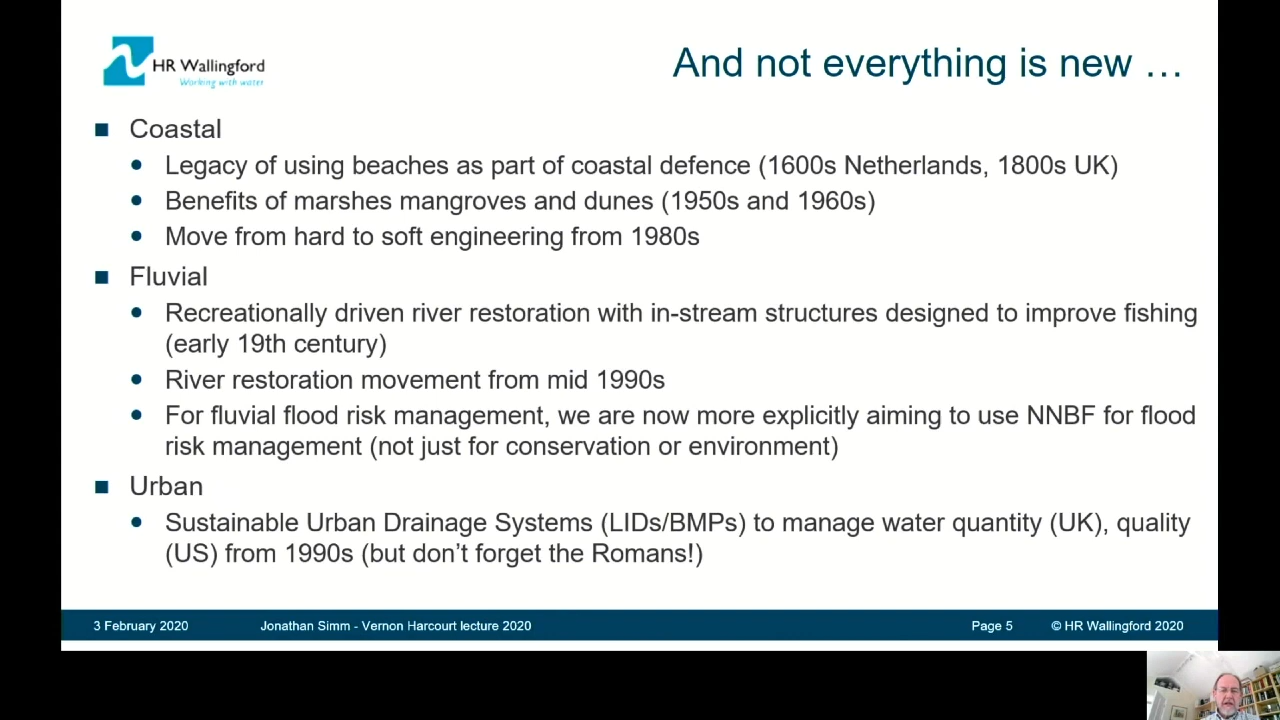 HR Wallingford
Working with water
And not everything is new …
Coastal
Legacy of using beaches as part of coastal defence (1600s Netherlands, 1800s UK)
Benefits of marshes mangroves and dunes (1950s and 1960s)
Move from hard to soft engineering from 1980s
Fluvial
Recreationally driven river restoration with in-stream structures designed to improve fishing
(early 19th century)
River restoration movement from mid 1990s
For fluvial flood risk management, we are now more explicitly aiming to use NNBF for flood
risk management (not just for conservation or environment)
Urban
Sustainable Urban Drainage Systems (LIDs/BMPs) to manage water quantity (UK), quality
(US) from 1990s (but don't forget the Romans!)
3 February 2020 Jonathan Simm - Vernon Harcourt lecture 2020 Page 5 © HR Wallingford 2020